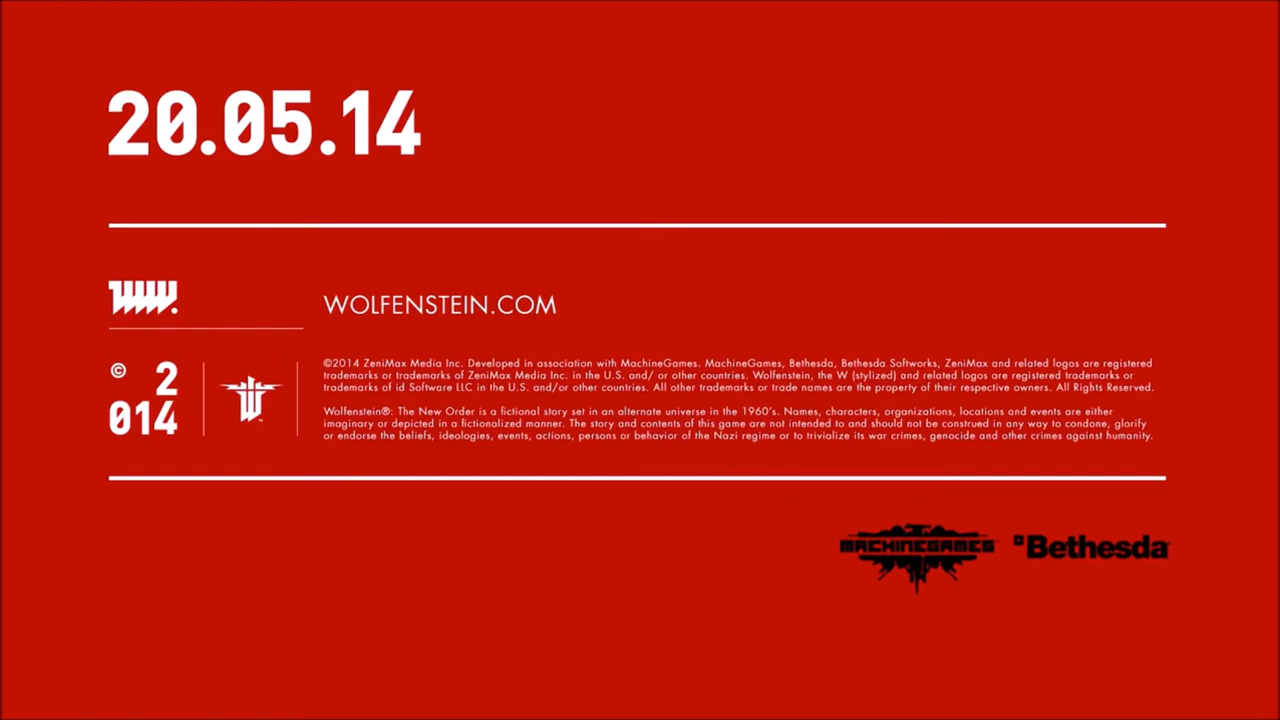 20.05.14
WOLFENSTEIN.COM
© 2
014
©2014 ZeniMax Media Inc. Developed in association with MachineGames. MachineGames, Bethesda, Bethesda Softworks, ZeniMax and related logos are registered
trademarks or trademarks of ZeniMax Media Inc. in the U.S. and/ or other countries. Wolfenstein, the W (stylized) and related logos are registered trademarks or
trademarks of id Software LLC in the U.S. and/or other countries. All other trademarks or trade names are the property of their respective owners. All Rights Reserved.
Wolfenstein®: The New Order is a fictional story set in an alternate universe in the 1960's. Names, characters, organizations, locations and events are either
imaginary or depicted in a fictionalized manner. The story and contents of this game are not intended to and should not be construed in any way to condone, glorify
or endorse the beliefs, ideologies, events, actions, persons or behavior of the Nazi regime or to trivialize its war crimes, genocide and other crimes against humanity.
MACHINEGAMES
Bethesda